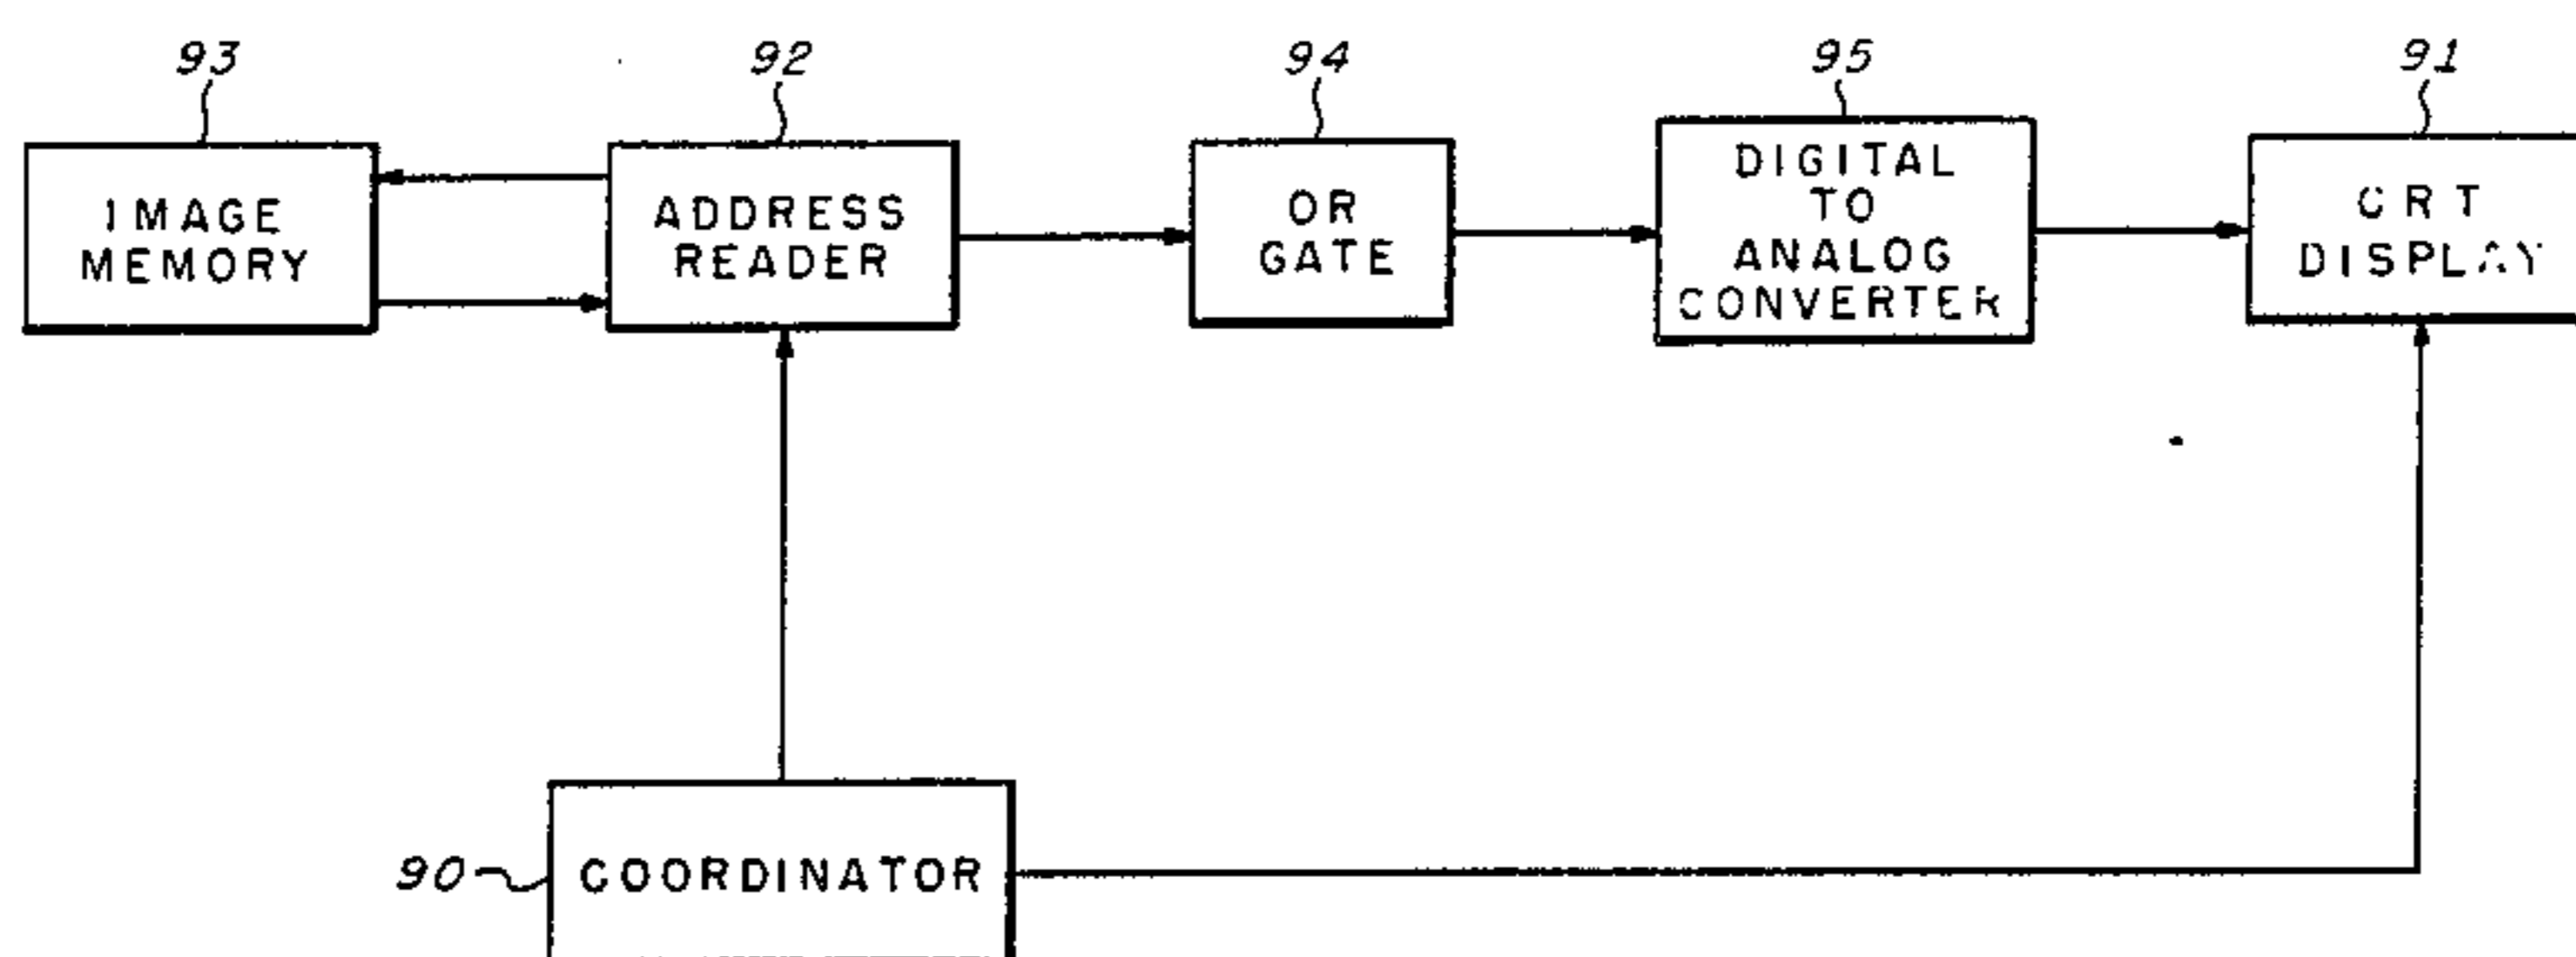 93
92
94
95
91
IMAGE
MEMORY
ADDRESS
READER
OR
GATE
DIGITAL
TO
ANALOG
CONVERTER
CRT
DISPLAY
90
COORDINATOR